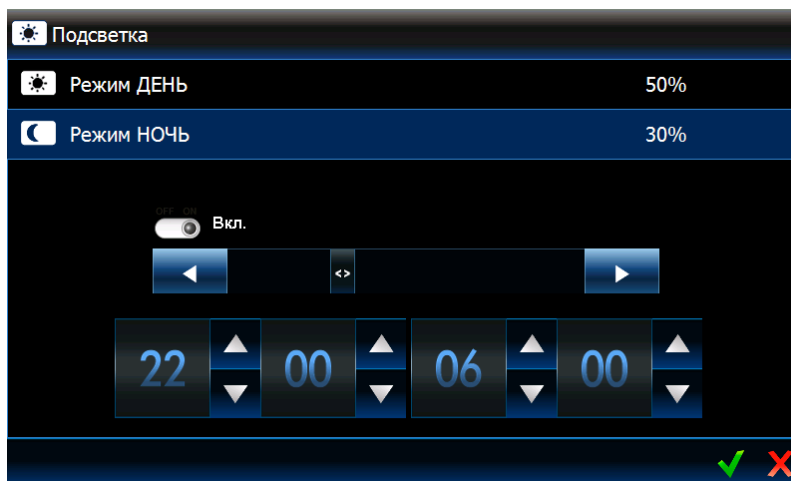 Подсветка
Режим ДЕНЬ 50%
Режим НОЧЬ 30%
OFF ON
Вкл.
<>
22 00 06 00